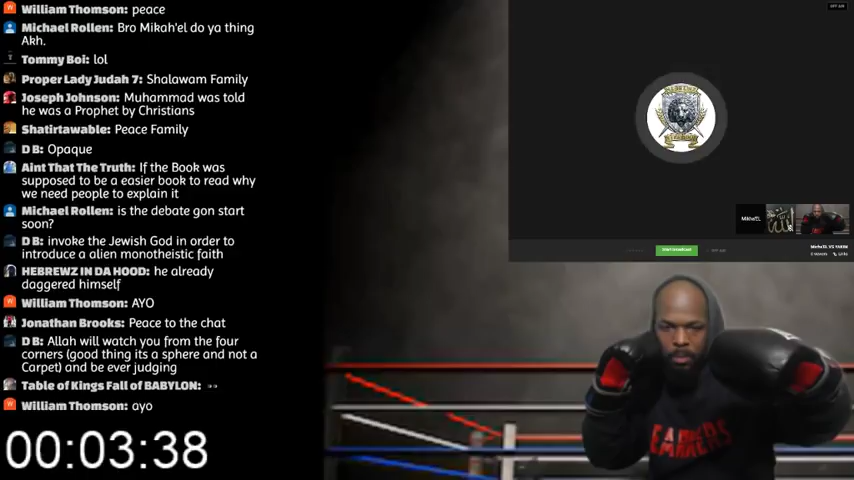 William Thomson: peace
Michael Rollen: Bro Mikah'el do ya thing
Akh.
Tommy Boi: lol
Proper Lady Judah 7: Shalawam Family
Joseph Johnson: Muhammad was told
he was a Prophet by Christians
Shatirtawable: Peace Family
D B: Opaque
Aint That The Truth: If the Book was
supposed to be a easier book to read why
we need people to explain it
Michael Rollen: is the debate gon start
soon?
D B: invoke the Jewish God in order to
introduce a alien monotheistic faith
HEBREWZ IN DA HOOD: he already
daggered himself
William Thomson: AYO
Jonathan Brooks: Peace to the chat
D B: Allah will watch you from the four
corners (good thing its a sphere and not a
Carpet) and be ever judging
Table of Kings Fall of BABYLON:
William Thomson: ayo
00:03:38
OFF AIR
Start broadcast